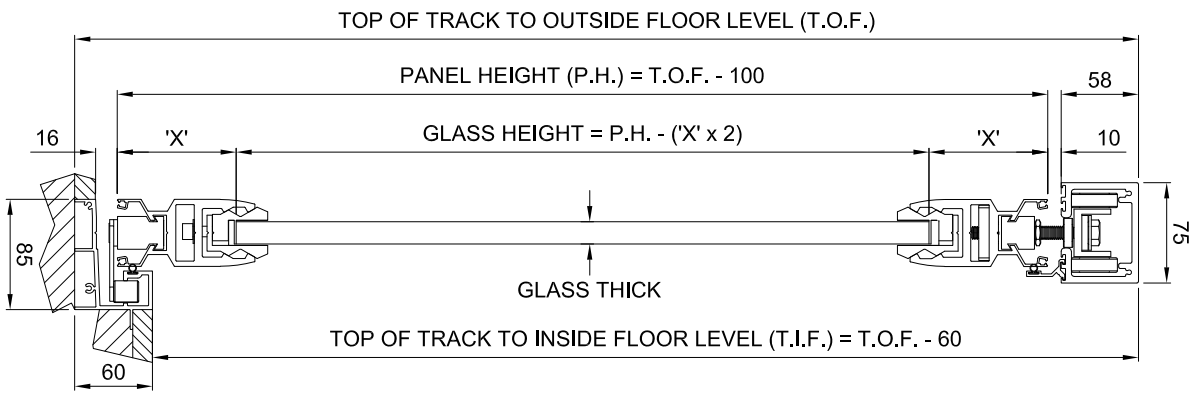 TOP OF TRACK TO OUTSIDE FLOOR LEVEL (T.O.F.)
PANEL HEIGHT (P.H.) = T.O.F. - 100
58
16
'X'
GLASS HEIGHT = P.H. - ('X' x 2)
'X'
10
85
75
GLASS THICK
TOP OF TRACK TO INSIDE FLOOR LEVEL (T.I.F.) = T.O.F. - 60
60